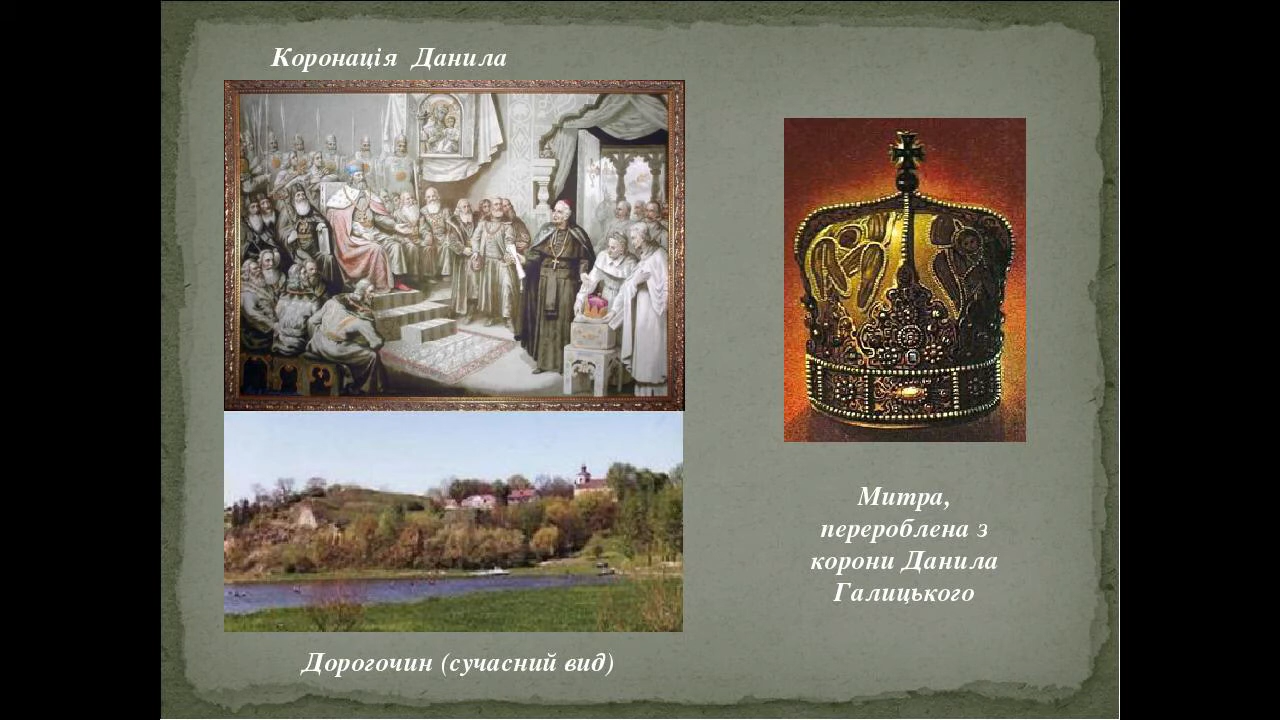 Коронація Данила
Митра,
перероблена з
корони Данила
Галицького
Дорогочин (сучасний вид)